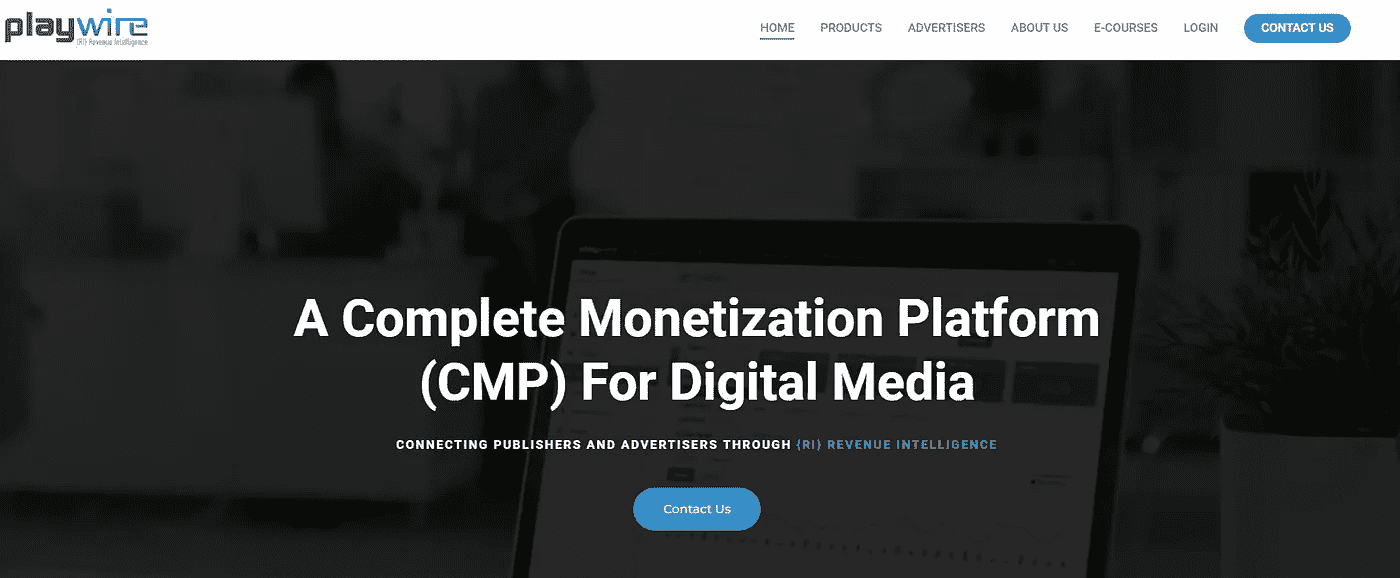 playwire
{RI} Revenue Intelligence
HOME PRODUCTS ADVERTISERS ABOUT US E-COURSES LOGIN CONTACT US
A Complete Monetization Platform
(CMP) For Digital Media
CONNECTING PUBLISHERS AND ADVERTISERS THROUGH {RI} REVENUE INTELLIGENCE
Contact Us